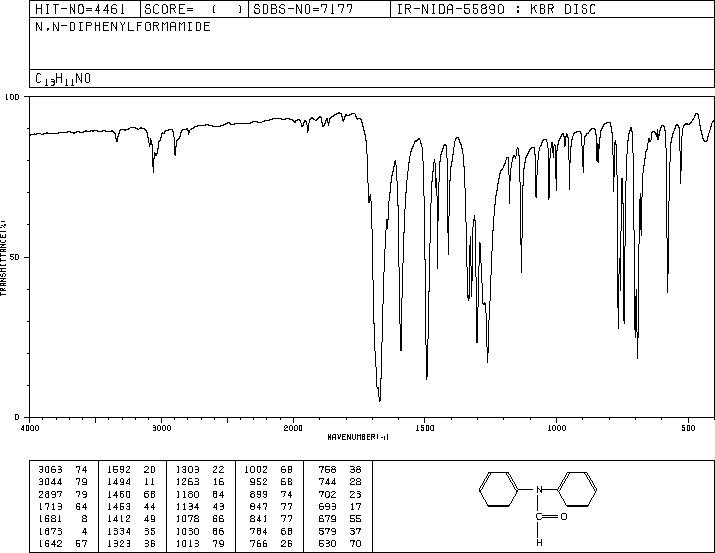 HIT-NO=4461 SCORE= ( ) SDBS-NO=7177 IR-NIDA-55890 : KBR DISC
N,N-DIPHENYLFORMAMIDE
C13H11NO
100
TRANSMITTANCE(%)
50
0
4000 3000 2000 1500 1000 500
WAVENUMBER(-1)
3063 74 1592 20 1303 22 1002 68 758 38
3044 79 1494 11 1263 16 952 68 744 28
2897 79 1460 68 1180 64 899 74 702 23
1713 64 1453 44 1134 43 847 77 693 17
1681 8 1412 49 1078 66 841 77 679 55
1673 4 1334 35 1030 66 784 68 579 37
1642 57 1323 36 1013 79 766 26 530 70
N
C=O
H